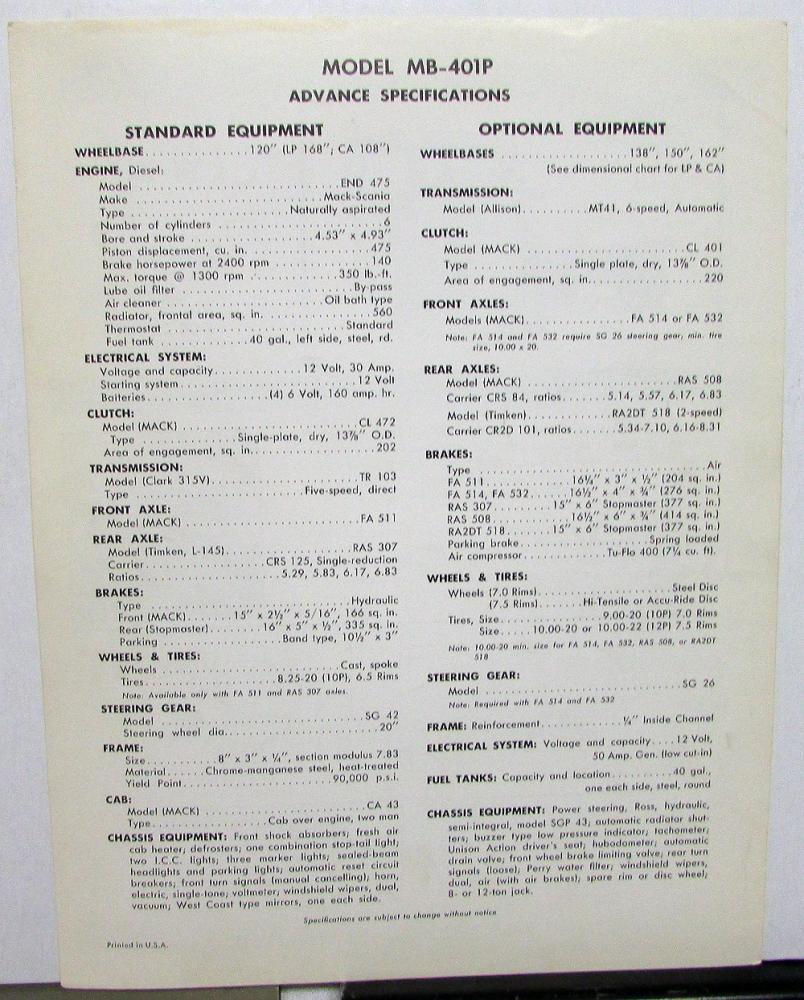 MODEL MB-401P
ADVANCE SPECIFICATIONS
STANDARD EQUIPMENT
WHEELBASE...............120" (LP 168"; CA 108")
ENGINE, Diesel:
Model ..............................END 475
Make ............................Mack-Scania
Type ........................Naturally aspirated
Number of cylinders ..........................6
Bore and stroke ..................4.53" x 4.93"
Piston displacement, cu. in. ..................475
Brake horsepower at 2400 rpm ...............140
Max. torque @ 1300 rpm .............350 lb.-ft.
Lube oil filter ..........................By-pass
Air cleaner ........................Oil bath type
Radiator, frontal area, sq. in. ................560
Thermostat ...........................Standard
Fuel tank .............40 gal., left side, steel, rd.
ELECTRICAL SYSTEM:
Voltage and capacity.............12 Volt, 30 Amp.
Starting system..........................12 Volt
Batteries..................(4) 6 Volt, 160 amp. hr.
CLUTCH:
Model (MACK) ..........................CL 472
Type ..............Single-plate, dry, 13⅞" O.D.
Area of engagement, sq. in...................202
TRANSMISSION:
Model (Clark 315V)......................TR 103
Type ..........................Five-speed, direct
FRONT AXLE:
Model (MACK) ..........................FA 511
REAR AXLE:
Model (Timken, L-145)...................RAS 307
Carrier..................CRS 125, Single-reduction
Ratios.....................5.29, 5.83, 6.17, 6.83
BRAKES:
Type ...............................Hydraulic
Front (MACK).......15" x 2½" x 5/16", 166 sq. in.
Rear (Stopmaster)........16" x 5" x ½", 335 sq. in.
Parking ..................Band type, 10½" x 3"
WHEELS & TIRES:
Wheels ...........................Cast, spoke
Tires....................8.25-20 (10P), 6.5 Rims
Note: Available only with FA 511 and RAS 307 axles.
STEERING GEAR:
Model ................................SG 42
Steering wheel dia........................20"
FRAME:
Size...........8" x 3" x ¼", section modulus 7.83
Material......Chrome-manganese steel, heat-treated
Yield Point.........................90,000 p.s.i.
CAB:
Model (MACK) .........................CA 43
Type..................Cab over engine, two man
CHASSIS EQUIPMENT: Front shock absorbers; fresh air
cab heater; defrosters; one combination stop-tail light;
two I.C.C. lights; three marker lights; sealed-beam
headlights and parking lights; automatic reset circuit
breakers; front turn signals (manual cancelling); horn,
electric, single-tone; voltmeter; windshield wipers, dual,
vacuum; West Coast type mirrors, one each side.
OPTIONAL EQUIPMENT
WHEELBASES ...................138", 150", 162"
(See dimensional chart for LP & CA)
TRANSMISSION:
Model (Allison)..........MT41, 6-speed, Automatic
CLUTCH:
Model (MACK) .........................CL 401
Type ...............Single plate, dry, 13⅞" O.D.
Area of engagement, sq. in..................220
FRONT AXLES:
Models (MACK)................FA 514 or FA 532
Note: FA 514 and FA 532 require SG 26 steering gear, min. tire
size, 10.00 x 20.
REAR AXLES:
Model (MACK) .......................RAS 508
Carrier CRS 84, ratios.......5.14, 5.57, 6.17, 6.83
Model (Timken).............RA2DT 518 (2-speed)
Carrier CR2D 101, ratios.......5.34-7.10, 6.16-8.31
BRAKES:
Type ....................................Air
FA 511.............16¼" x 3" x ½" (204 sq. in.)
FA 514, FA 532......16½" x 4" x ¾" (276 sq. in.)
RAS 307..........15" x 6" Stopmaster (377 sq. in.)
RAS 508............16½" x 6" x ¾" (414 sq. in.)
RA2DT 518.......15" x 6" Stopmaster (377 sq. in.)
Parking brake....................Spring loaded
Air compressor.............Tu-Flo 400 (7¼ cu. ft).
WHEELS & TIRES:
Wheels (7.0 Rims).....................Steel Disc
(7.5 Rims).......Hi-Tensile or Accu-Ride Disc
Tires, Size................9.00-20 (10P) 7.0 Rims
Size.....10.00-20 or 10.00-22 (12P) 7.5 Rims
Note: 10.00-20 min. size for FA 514, FA 532, RAS 508, or RA2DT
518
STEERING GEAR:
Model ..................................SG 26
Note: Required with FA 514 and FA 532
FRAME: Reinforcement.............¼" Inside Channel
ELECTRICAL SYSTEM: Voltage and capacity....12 Volt,
50 Amp. Gen. (low cut-in)
FUEL TANKS: Capacity and location..........40 gal.,
one each side, steel, round
CHASSIS EQUIPMENT: Power steering, Ross, hydraulic,
semi-integral, model SGP 43; automatic radiator shut-
ters; buzzer type low pressure indicator; tachometer;
Unison Action driver's seat; hubodometer; automatic
drain valve; front wheel brake limiting valve; rear turn
signals (loose); Perry water filter; windshield wipers,
dual, air (with air brakes); spare rim or disc wheel;
8- or 12-ton jack.
Specifications are subject to change without notice
Printed in U.S.A.